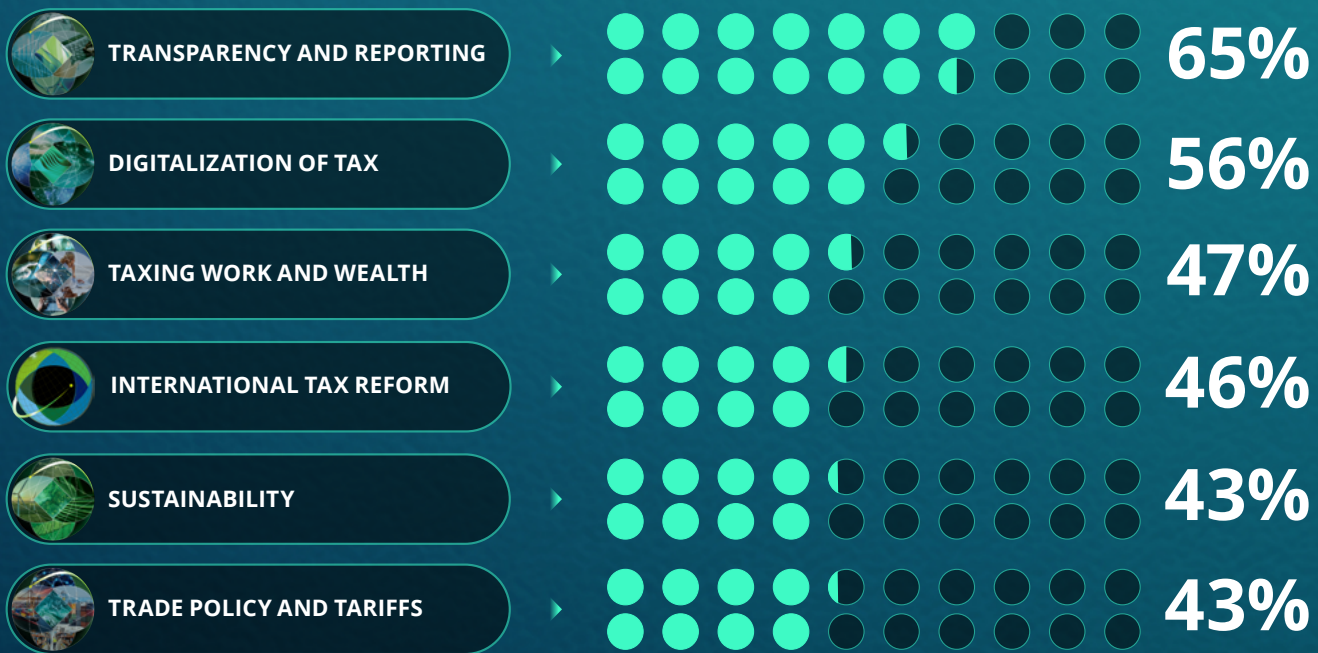 TRANSPARENCY AND REPORTING 65%
DIGITALIZATION OF TAX 56%
TAXING WORK AND WEALTH 47%
INTERNATIONAL TAX REFORM 46%
SUSTAINABILITY 43%
TRADE POLICY AND TARIFFS 43%